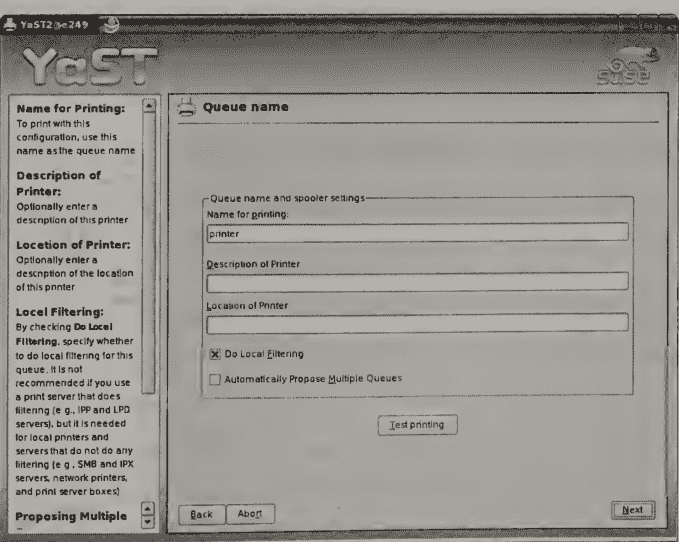 YaST2@e249
YaST
SUSE
Name for Printing:
To print with this
configuration, use this
name as the queue name
Description of
Printer:
Optionally enter a
description of this printer
Location of Printer:
Optionally enter a
description of the location
of this printer
Local Filtering:
By checking Do Local
Filtering, specify whether
to do local filtering for this
queue. It is not
recommended if you use
a print server that does
filtering (e g., IPP and LPD
servers), but it is needed
for local printers and
servers that do not do any
filtering (e g , SMB and IPX
servers, network printers,
and print server boxes)
Proposing Multiple
Queue name
Queue name and spooler settings
Name for printing:
printer
Description of Printer
Location of Printer
Do Local Filtering
Automatically Propose Multiple Queues
Test printing
Back
Abort
Next